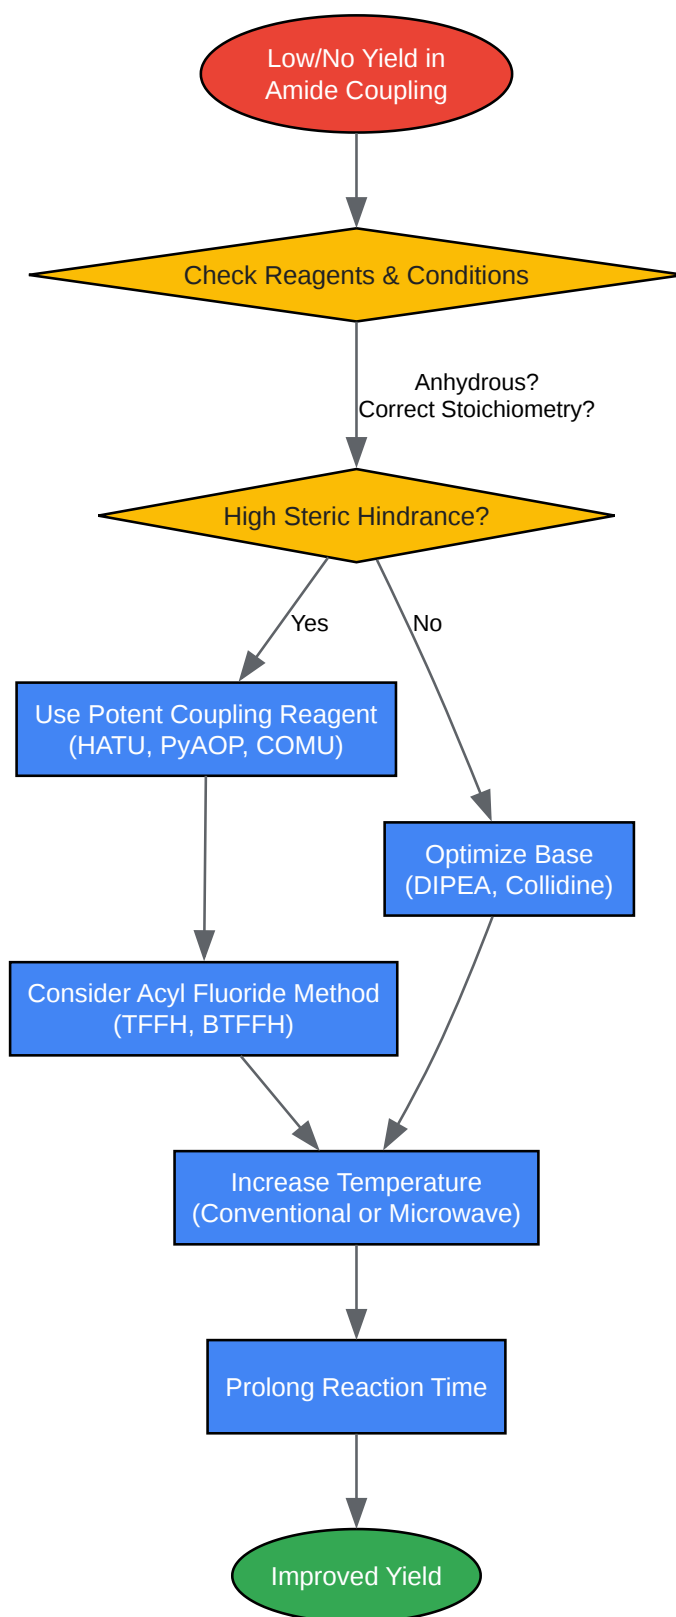 Low/No Yield in
Amide Coupling
Check Reagents & Conditions
Anhydrous?
Correct Stoichiometry?
High Steric Hindrance?
Yes
No
Use Potent Coupling Reagent
(HATU, PyAOP, COMU)
Optimize Base
(DIPEA, Collidine)
Consider Acyl Fluoride Method
(TFFH, BTFFH)
Increase Temperature
(Conventional or Microwave)
Prolong Reaction Time
Improved Yield